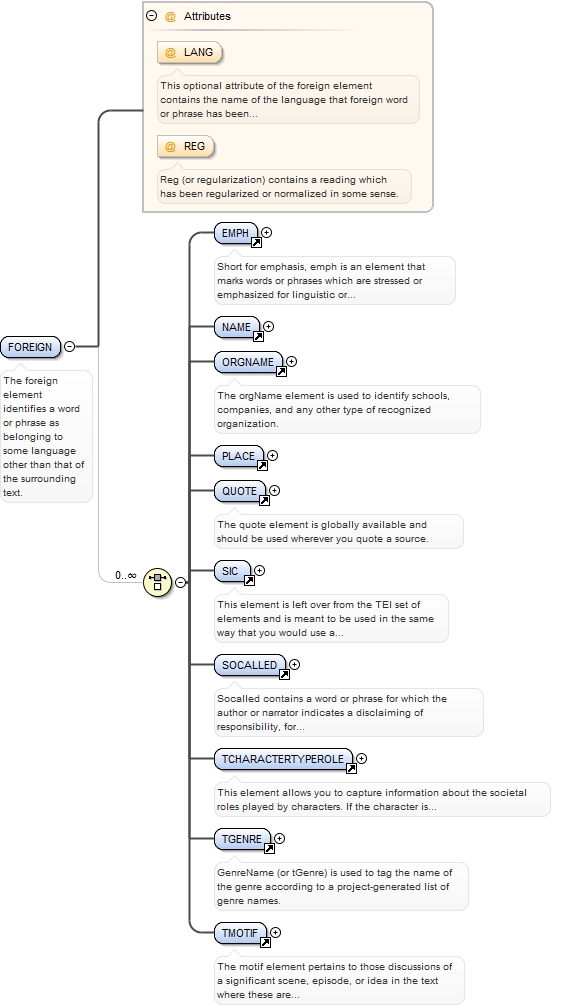 Attributes
@ LANG
This optional attribute of the foreign element
contains the name of the language that foreign word
or phrase has been...
@ REG
Reg (or regularization) contains a reading which
has been regularized or normalized in some sense.
FOREIGN
The foreign
element
identifies a word
or phrase as
belonging to
some language
other than that of
the surrounding
text.
0..∞
EMPH
Short for emphasis, emph is an element that
marks words or phrases which are stressed or
emphasized for linguistic or...
NAME
ORGNAME
The orgName element is used to identify schools,
companies, and any other type of recognized
organization.
PLACE
QUOTE
The quote element is globally available and
should be used wherever you quote a source.
SIC
This element is left over from the TEI set of
elements and is meant to be used in the same
way that you would use a...
SOCALLED
Socalled contains a word or phrase for which the
author or narrator indicates a disclaiming of
responsibility, for...
TCHARACTERTYPEROLE
This element allows you to capture information about the societal
roles played by characters. If the character is...
TGENRE
GenreName (or tGenre) is used to tag the name of
the genre according to a project-generated list of
genre names.
TMOTIF
The motif element pertains to those discussions of
a significant scene, episode, or idea in the text
where these are...